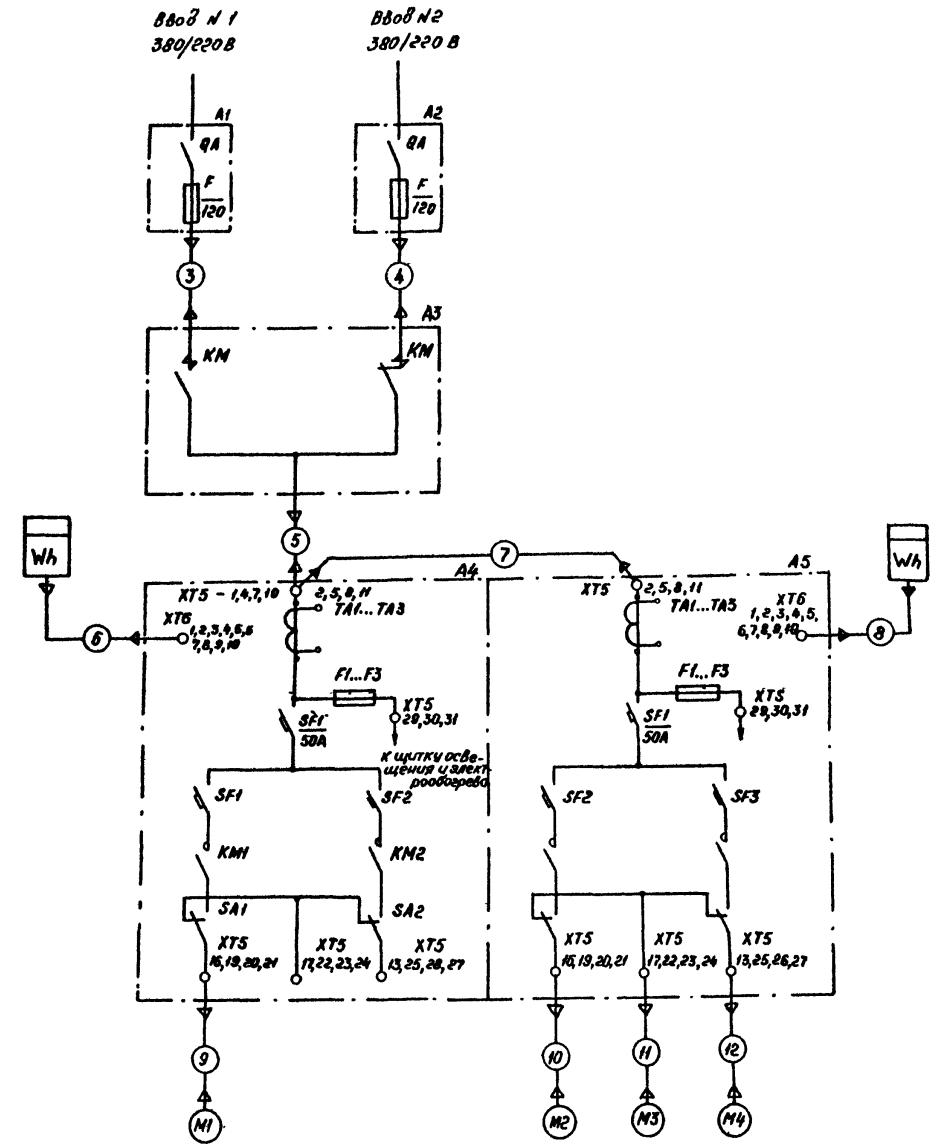 Ввод N 1
380/220 В
Ввод N 2
380/220 В
A1
QA
F
120
A2
QA
F
120
3
4
A3
KM
KM
5
7
Wh
Wh
A4
A5
XT5 - 1,4,7,10
2,5,8,11
TA1...TA3
XT6
1,2,3,4,5,6
7,8,9,10
6
XT5
2,5,8,11
TA1...TA3
XT6
1,2,3,4,5,
6,7,8,9,10
8
F1...F3
XT5
29,30,31
SF1
50A
К щитку осве-
щения и элект-
рообогрева
F1...F3
XT5
29,30,31
SF1
50A
SF1
SF2
SF2
SF3
KM1
KM2
SA1
SA2
XT5
16,19,20,21
XT5
17,22,23,24
XT5
13,25,26,27
XT5
16,19,20,21
XT5
17,22,23,24
XT5
13,25,26,27
9
10
11
12
M1
M2
M3
M4